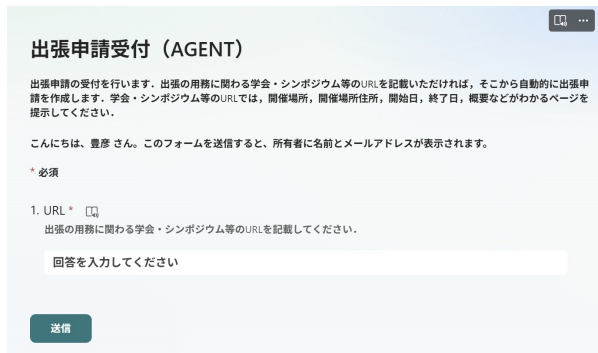 出張申請受付（AGENT）
出張申請の受付を行います．出張の用務に関わる学会・シンポジウム等のURLを記載いただければ，そこから自動的に出張申
請を作成します．学会・シンポジウム等のURLでは，開催場所，開催場所住所，開始日，終了日，概要などがわかるページを
提示してください．
こんにちは、豊彦 さん。このフォームを送信すると、所有者に名前とメールアドレスが表示されます。
* 必須
1. URL *
出張の用務に関わる学会・シンポジウム等のURLを記載してください．
回答を入力してください
送信